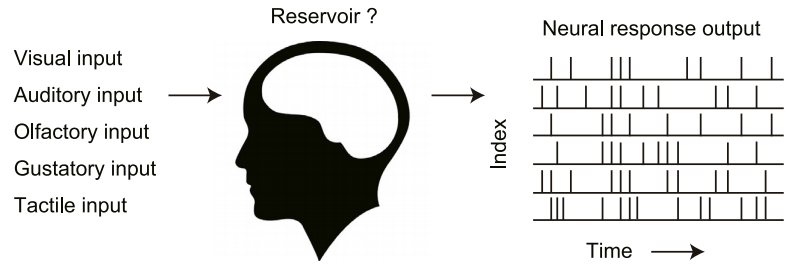 Reservoir ?
Visual input
Auditory input
Olfactory input
Gustatory input
Tactile input
Neural response output
Index
Time